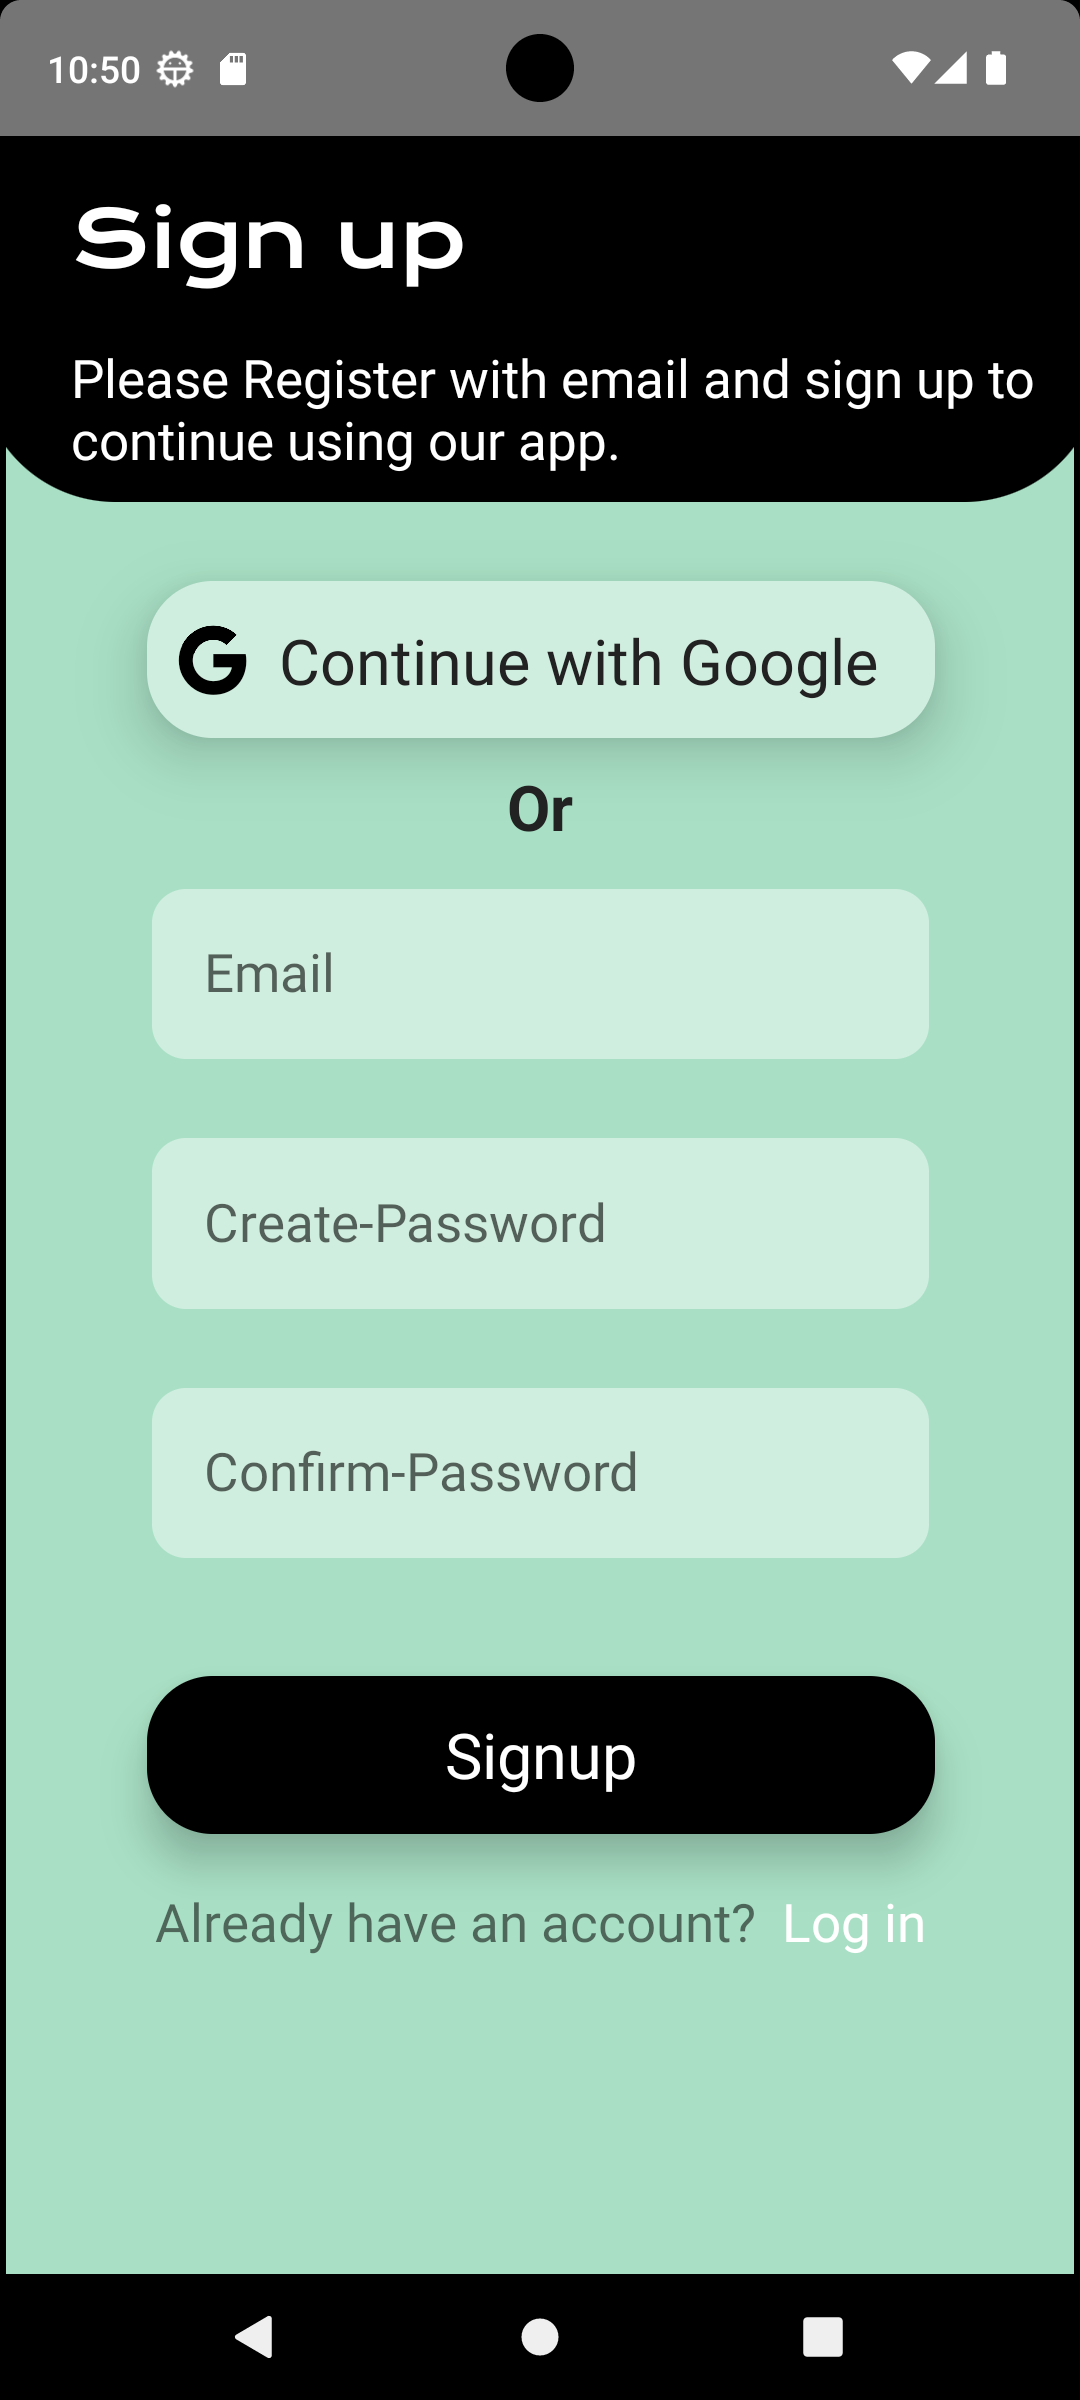 10:50
Sign up
Please Register with email and sign up to
continue using our app.
Continue with Google
Or
Email
Create-Password
Confirm-Password
Signup
Already have an account? Log in